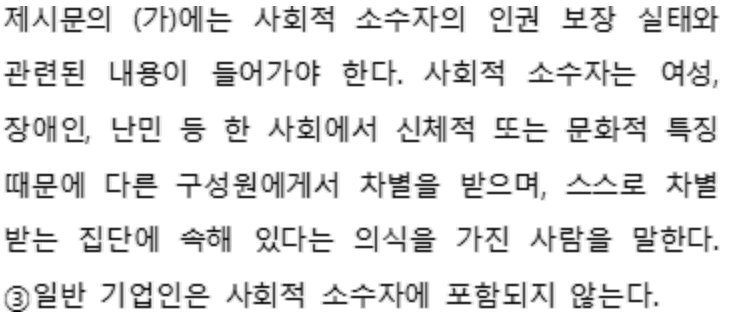 제시문의 (가)에는 사회적 소수자의 인권 보장 실태와
관련된 내용이 들어가야 한다. 사회적 소수자는 여성,
장애인, 난민 등 한 사회에서 신체적 또는 문화적 특징
때문에 다른 구성원에게서 차별을 받으며, 스스로 차별
받는 집단에 속해 있다는 의식을 가진 사람을 말한다.
③일반 기업인은 사회적 소수자에 포함되지 않는다.